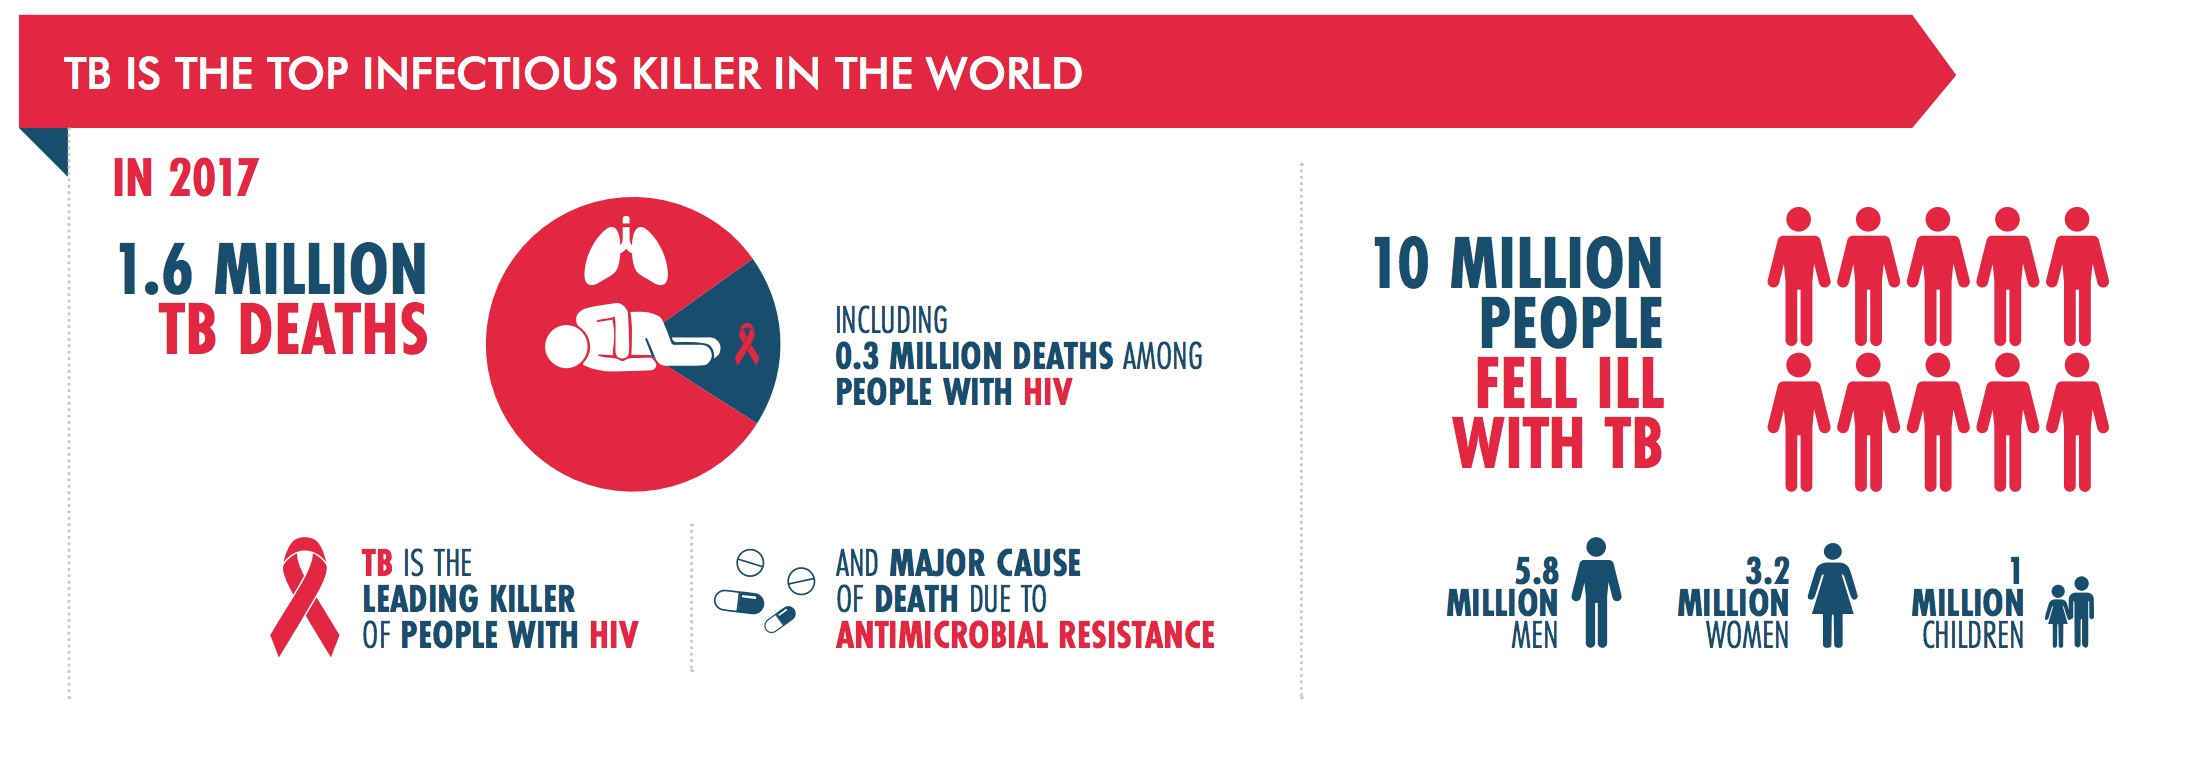 TB IS THE TOP INFECTIOUS KILLER IN THE WORLD
IN 2017
1.6 MILLION
TB DEATHS
INCLUDING
0.3 MILLION DEATHS AMONG
PEOPLE WITH HIV
TB IS THE
LEADING KILLER
OF PEOPLE WITH HIV
AND MAJOR CAUSE
OF DEATH DUE TO
ANTIMICROBIAL RESISTANCE
10 MILLION
PEOPLE
FELL ILL
WITH TB
5.8
MILLION
MEN
3.2
MILLION
WOMEN
1
MILLION
CHILDREN